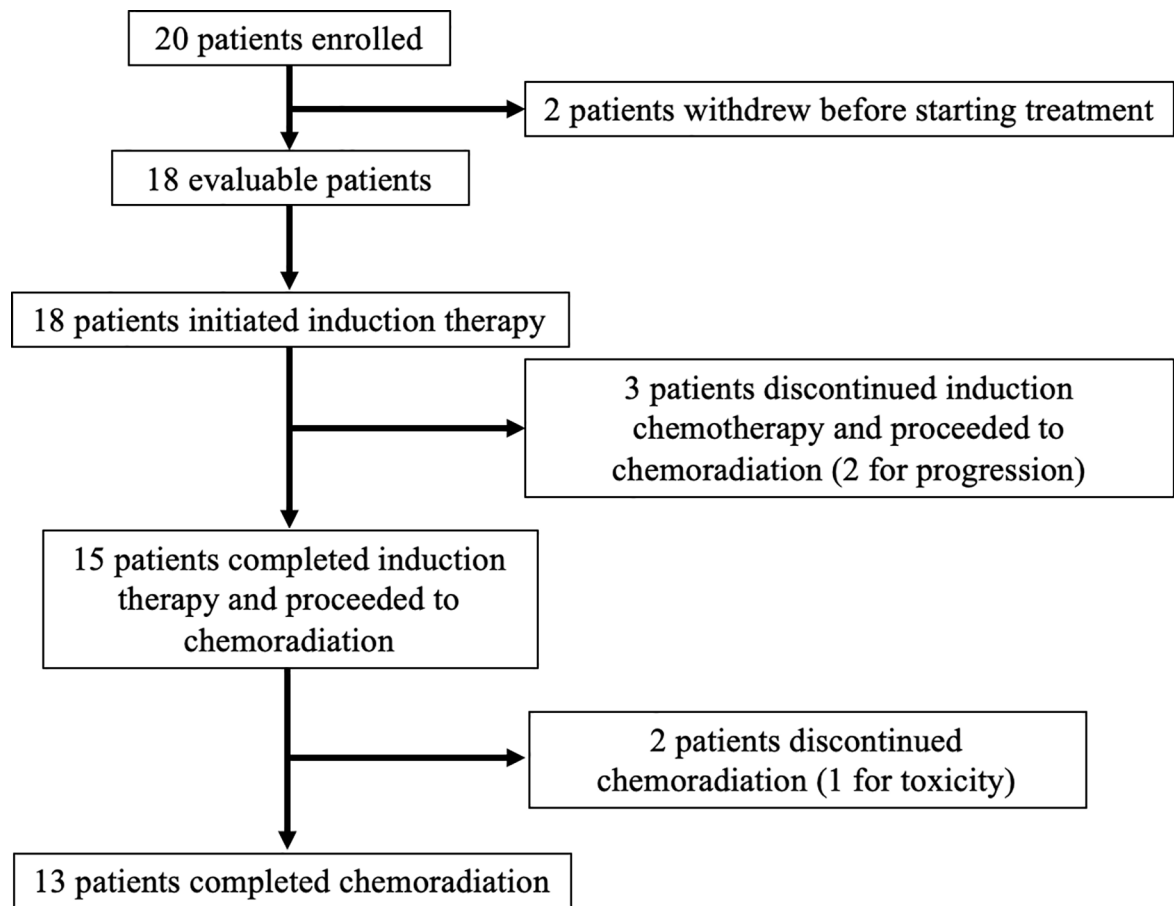 20 patients enrolled
2 patients withdrew before starting treatment
18 evaluable patients
18 patients initiated induction therapy
3 patients discontinued induction
chemotherapy and proceeded to
chemoradiation (2 for progression)
15 patients completed induction
therapy and proceeded to
chemoradiation
2 patients discontinued
chemoradiation (1 for toxicity)
13 patients completed chemoradiation